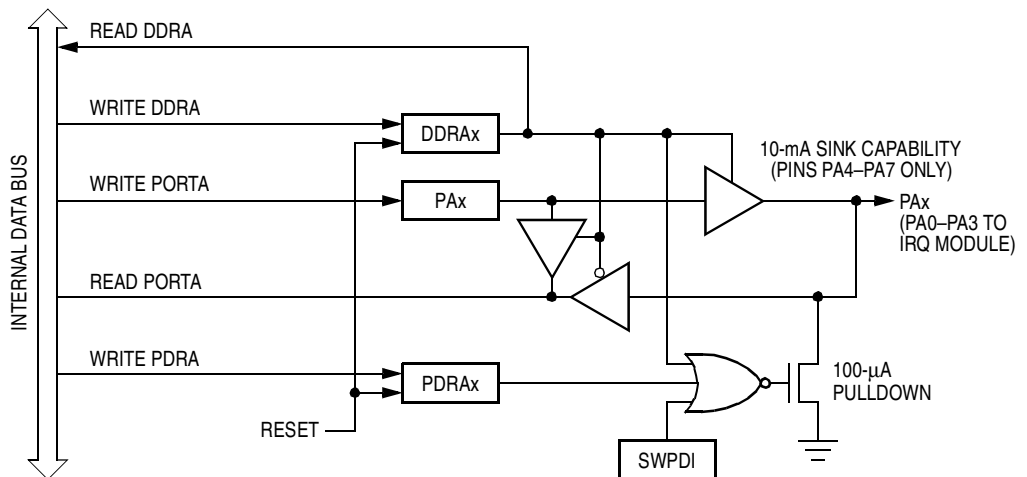 READ DDRA
WRITE DDRA
DDRAx
10-mA SINK CAPABILITY
(PINS PA4–PA7 ONLY)
WRITE PORTA
PAx
PAx
(PA0–PA3 TO
IRQ MODULE)
INTERNAL DATA BUS
READ PORTA
WRITE PDRA
PDRAx
100-µA
PULLDOWN
RESET
SWPDI